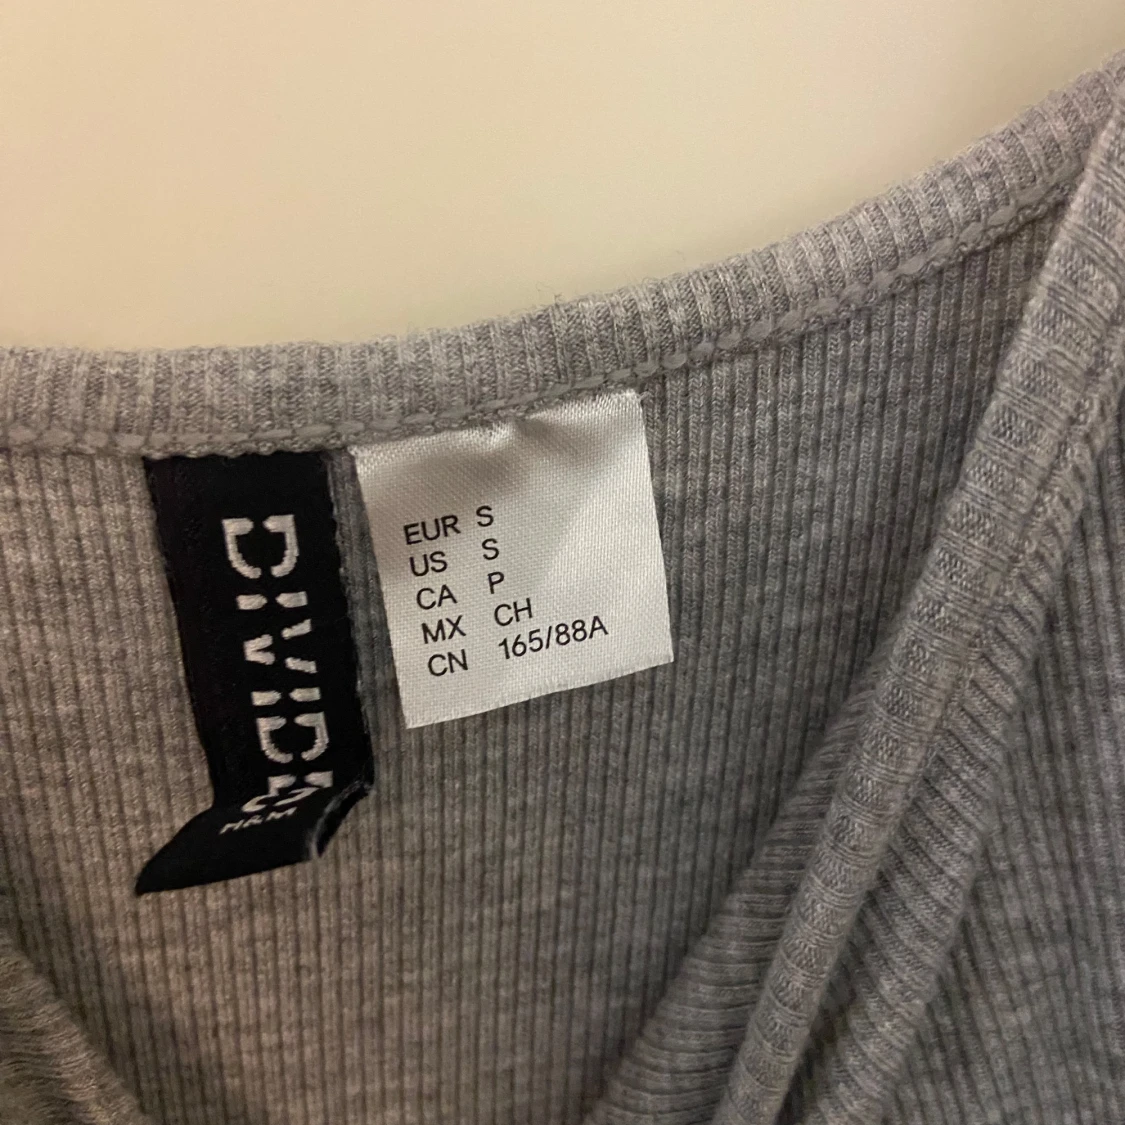 DIVIDED
H&M
EUR S
US S
CA P
MX CH
CN 165/88A